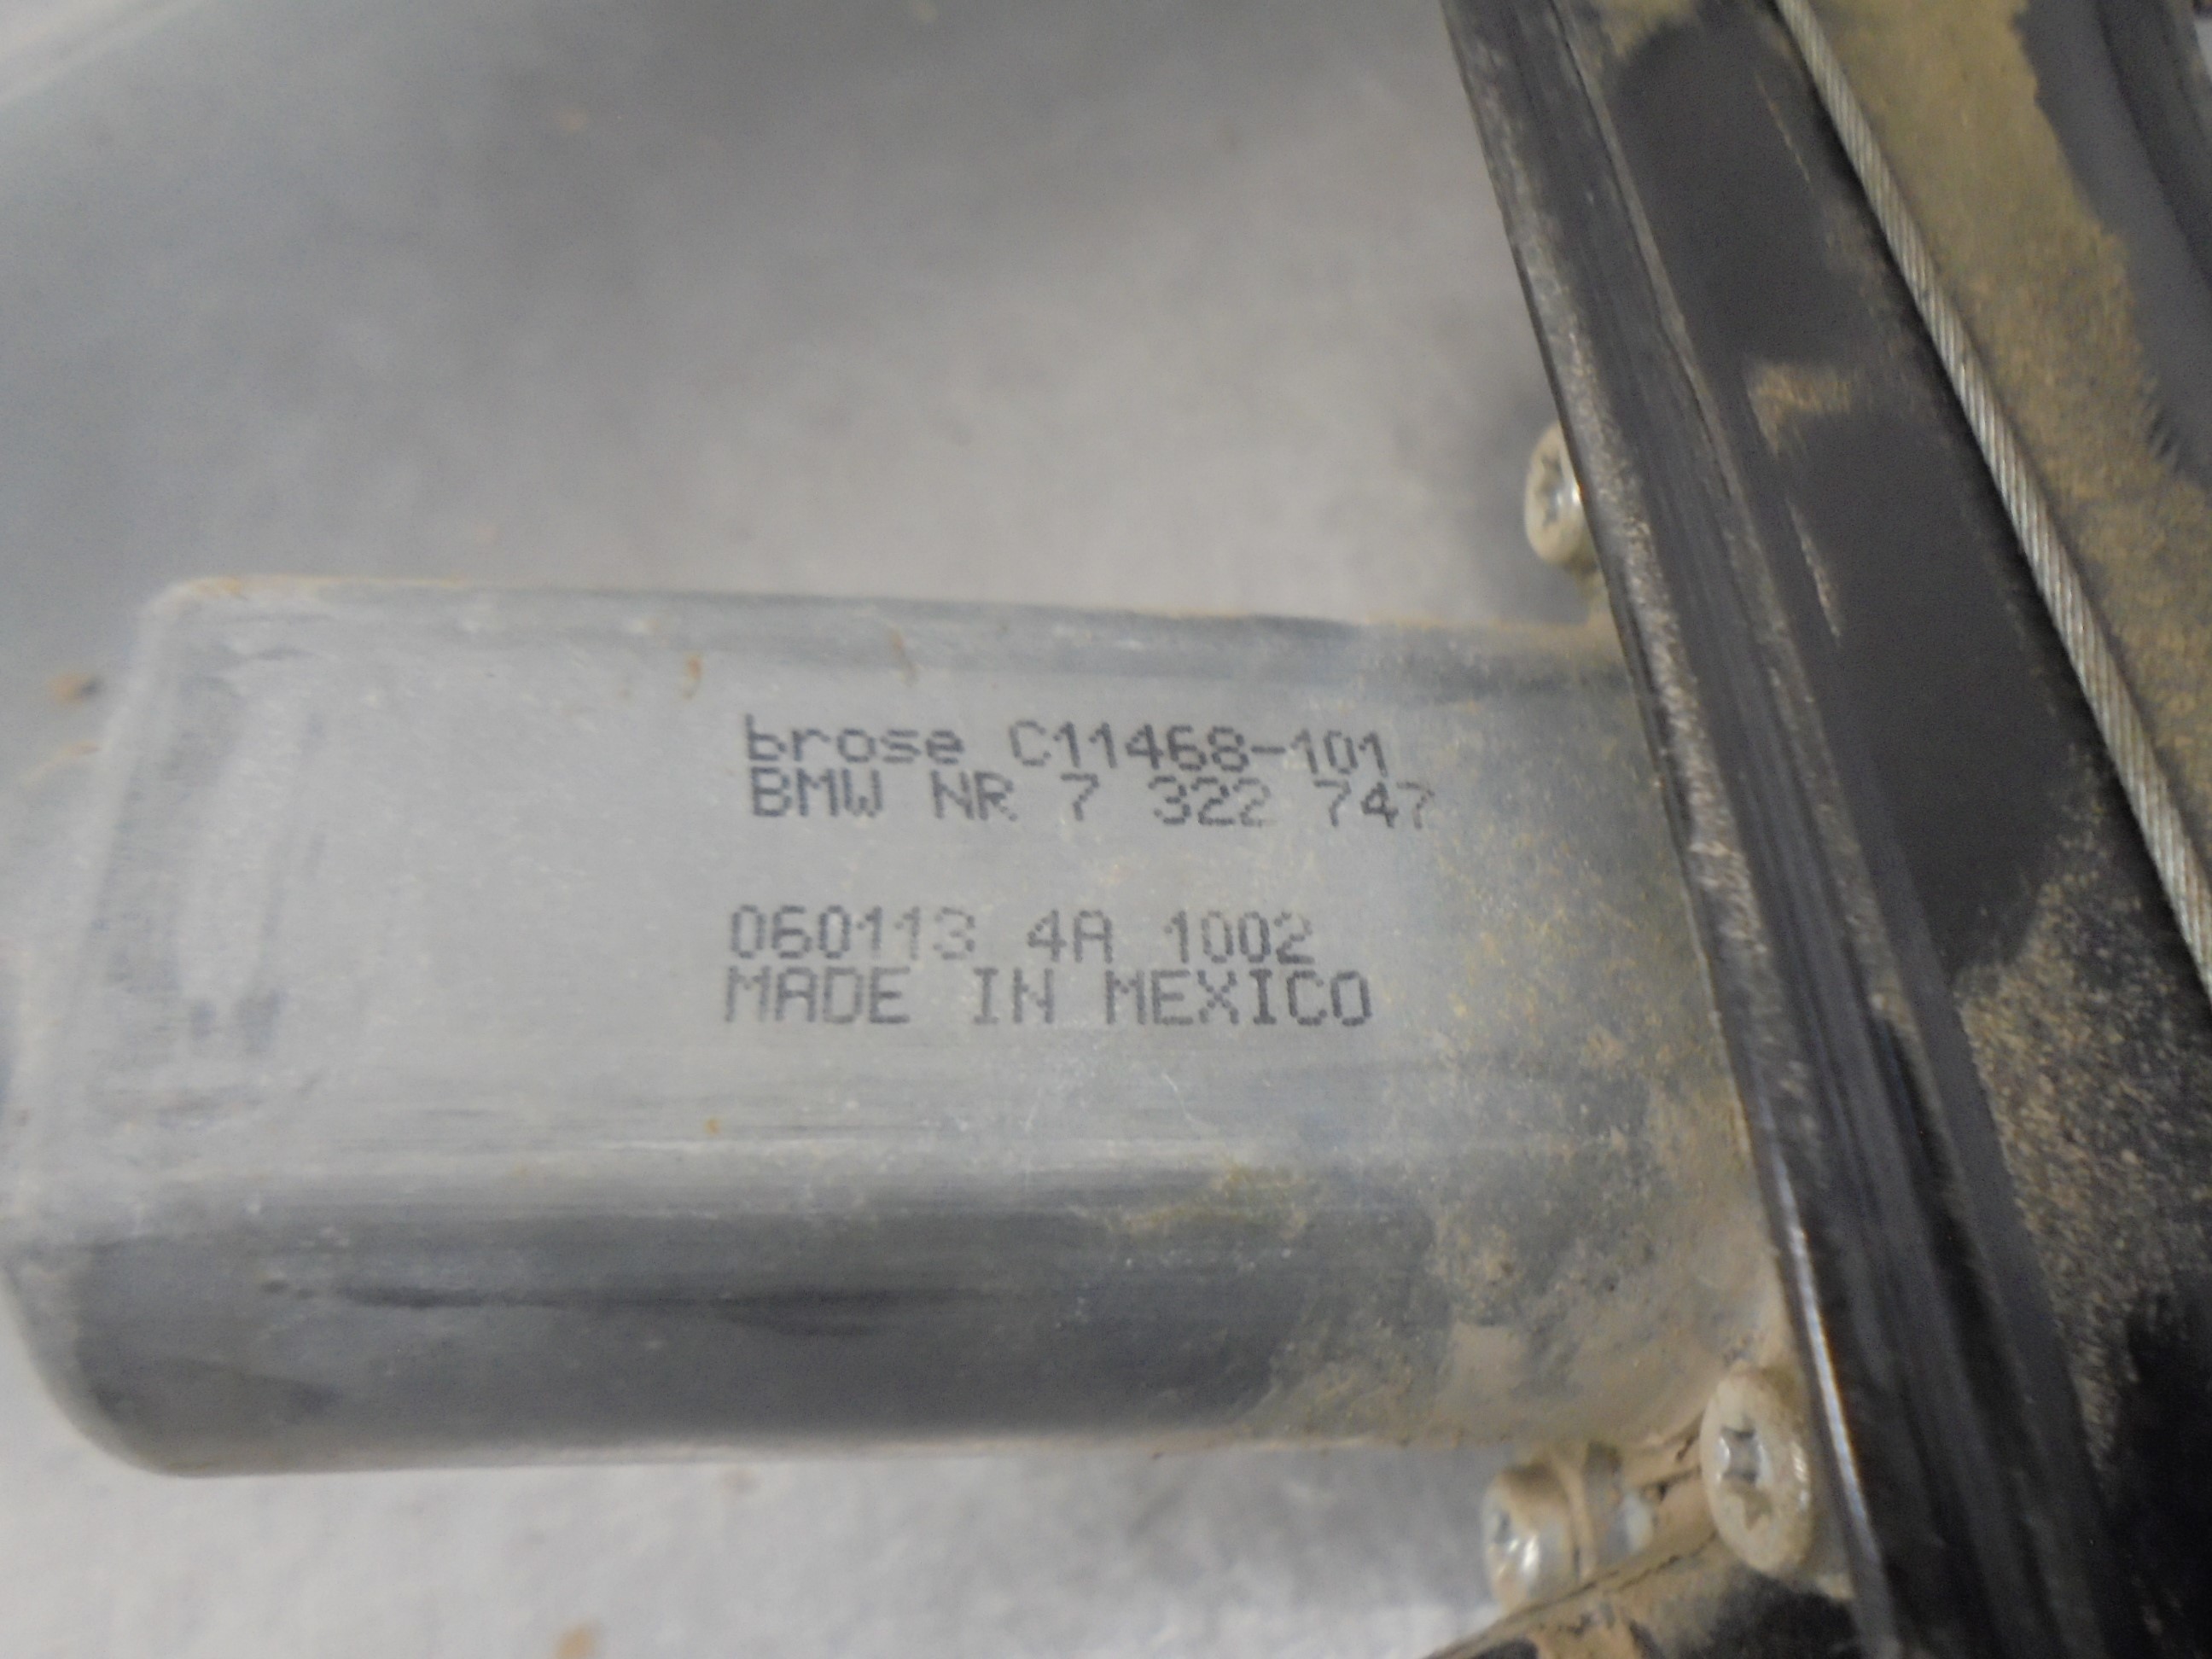 brose C11468-101
BMW NR 7 322 747
060113 4A 1002
MADE IN MEXICO